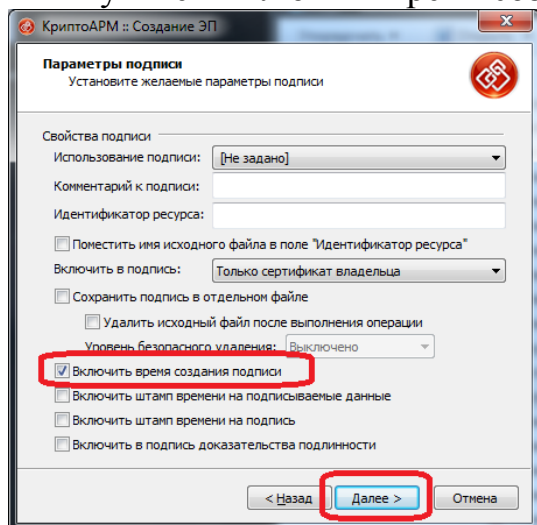 КриптоАРМ :: Создание ЭП
Параметры подписи
Установите желаемые параметры подписи
Свойства подписи
Использование подписи: [Не задано]
Комментарий к подписи:
Идентификатор ресурса:
Поместить имя исходного файла в поле "Идентификатор ресурса"
Включить в подпись: Только сертификат владельца
Сохранить подпись в отдельном файле
Удалить исходный файл после выполнения операции
Уровень безопасного удаления: Выключено
Включить время создания подписи
Включить штамп времени на подписываемые данные
Включить штамп времени на подпись
Включить в подпись доказательства подлинности
< Назад Далее > Отмена